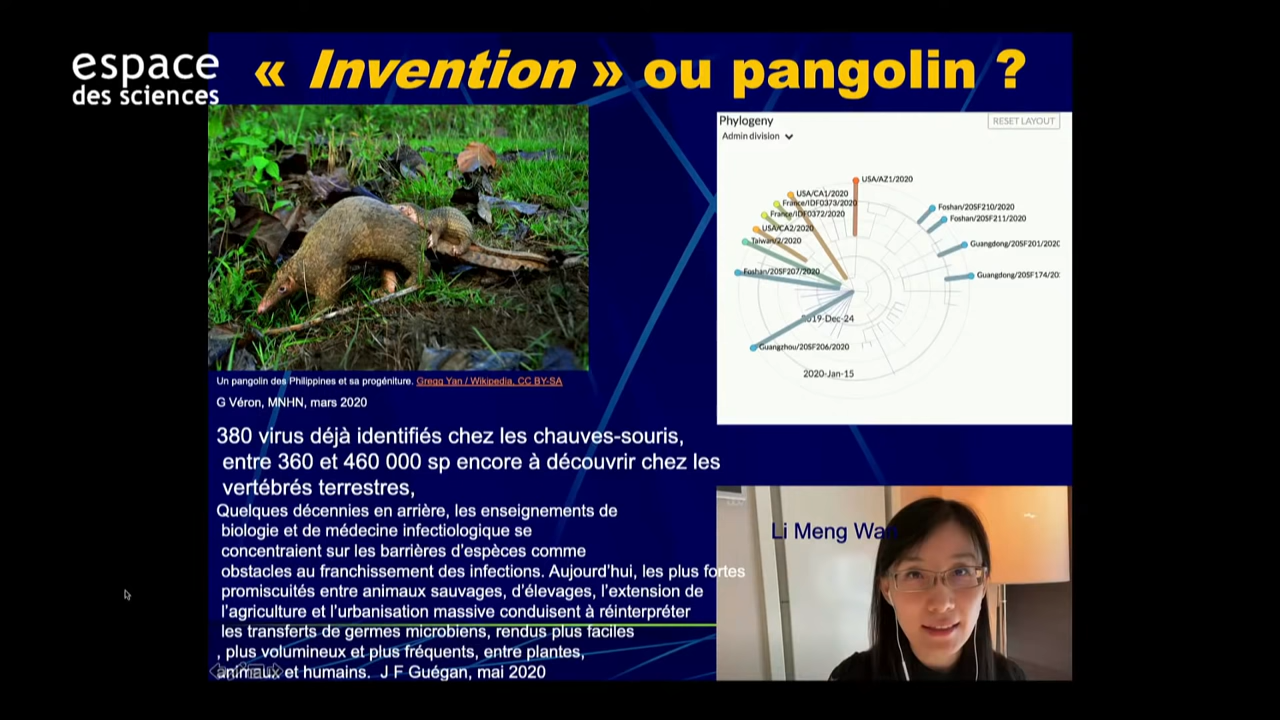 espace
des sciences
« Invention » ou pangolin ?
Phylogeny
RESET LAYOUT
Admin division
USA/AZ1/2020
USA/CA1/2020
France/IDF0373/2020
France/IDF0372/2020
USA/CA2/2020
Taiwan/2/2020
Foshan/20SF207/2020
Foshan/20SF210/2020
Foshan/20SF211/2020
Guangdong/20SF201/2020
Guangdong/20SF174/20
2019-Dec-24
Guangzhou/20SF206/2020
2020-Jan-15
Un pangolin des Philippines et sa progéniture. Gregg Yan / Wikipedia, CC BY-SA
G Véron, MNHN, mars 2020
380 virus déjà identifiés chez les chauves-souris,
entre 360 et 460 000 sp encore à découvrir chez les
vertébrés terrestres,
Quelques décennies en arrière, les enseignements de
biologie et de médecine infectiologique se
concentraient sur les barrières d'espèces comme
obstacles au franchissement des infections. Aujourd'hui, les plus fortes
promiscuités entre animaux sauvages, d'élevages, l'extension de
l'agriculture et l'urbanisation massive conduisent à réinterpréter
les transferts de germes microbiens, rendus plus faciles
, plus volumineux et plus fréquents, entre plantes,
animaux et humains. J F Guégan, mai 2020
Li Meng Wan